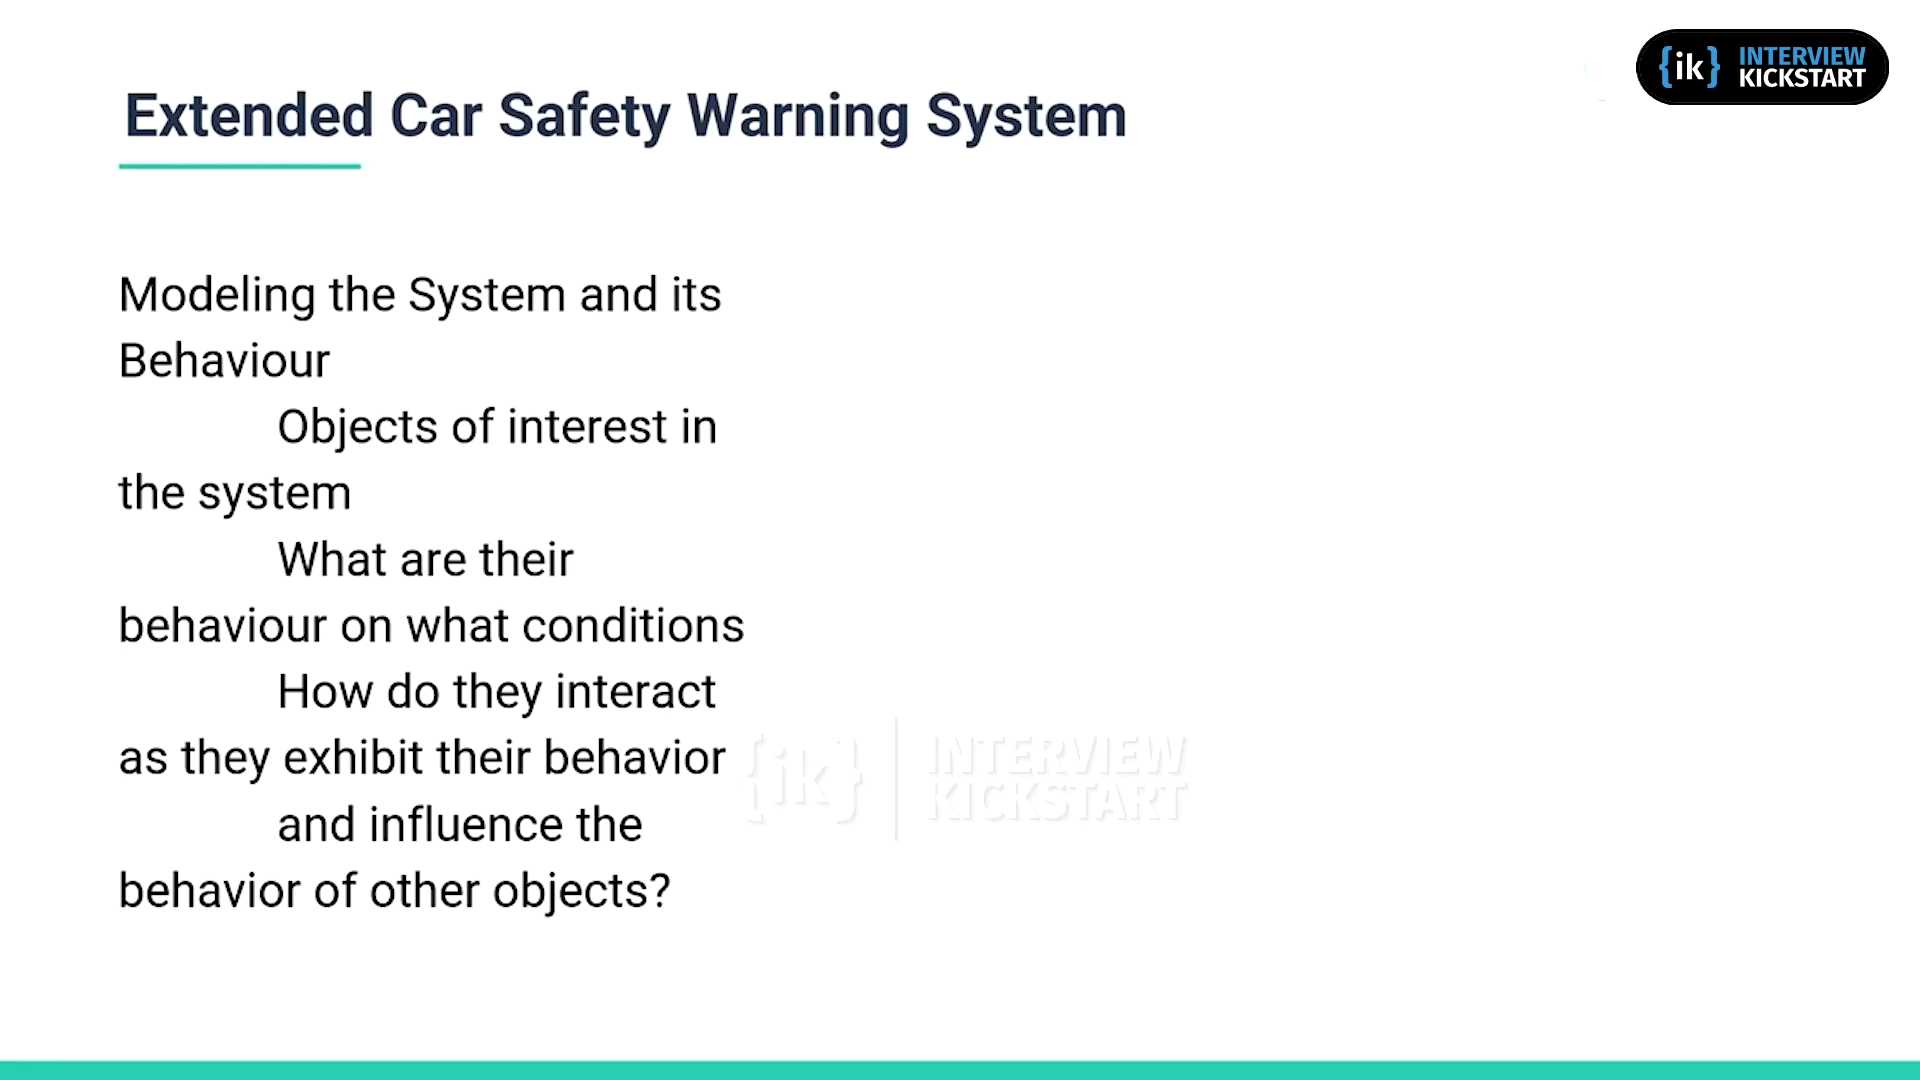 {ik} INTERVIEW
KICKSTART
Extended Car Safety Warning System
Modeling the System and its
Behaviour
Objects of interest in
the system
What are their
behaviour on what conditions
How do they interact
as they exhibit their behavior
and influence the
behavior of other objects?
{ik} INTERVIEW
KICKSTART